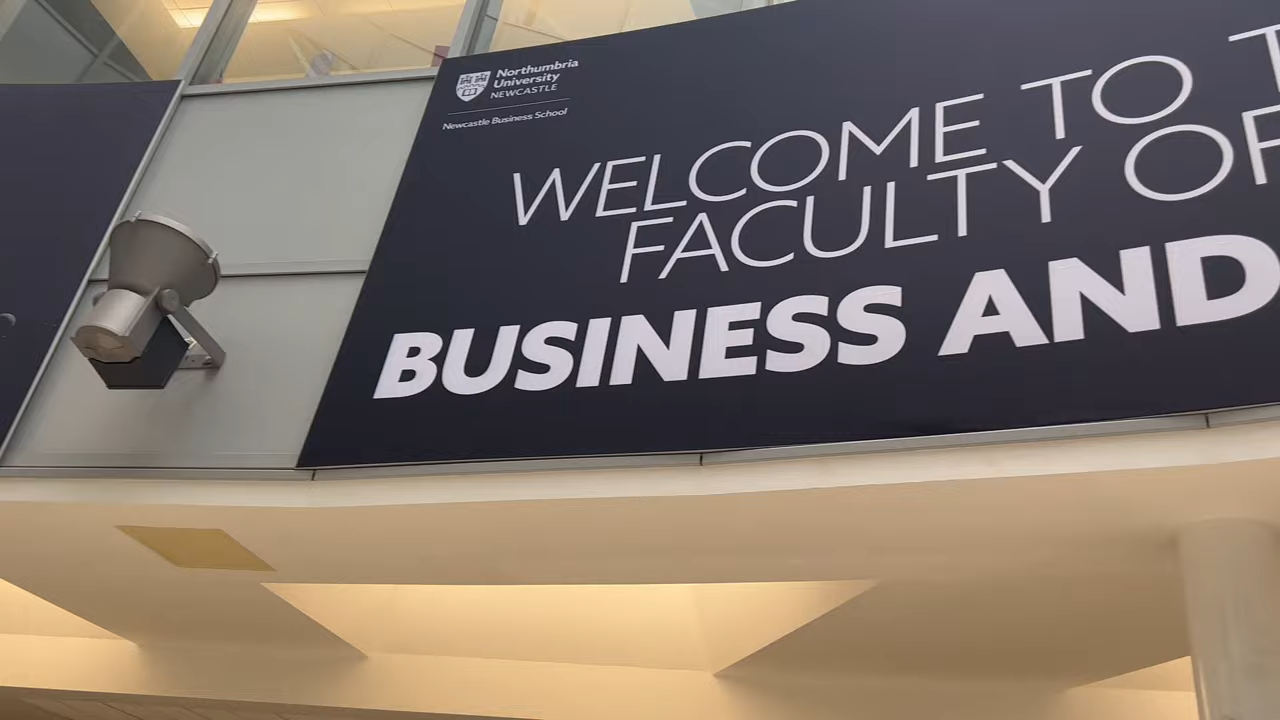 Northumbria
University
NEWCASTLE
Newcastle Business School
WELCOME TO T
FACULTY OF
BUSINESS AND